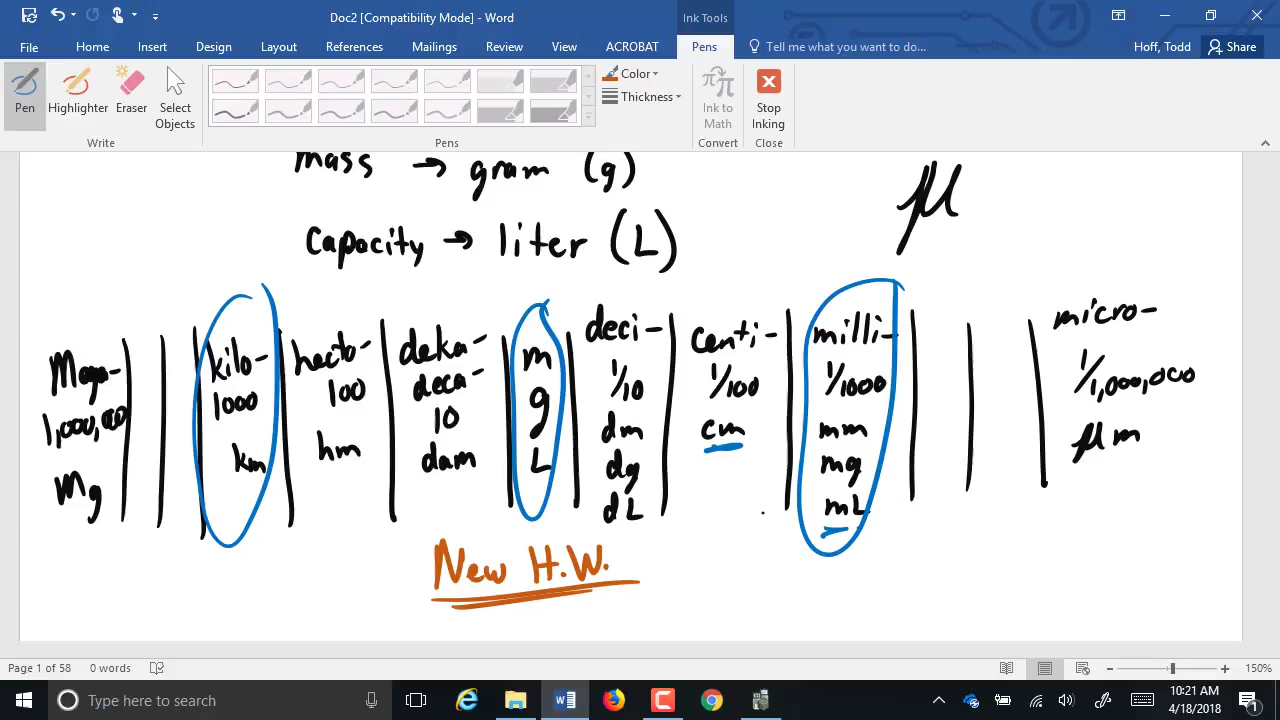 Doc2 [Compatibility Mode] - Word
Ink Tools
File Home Insert Design Layout References Mailings Review View ACROBAT Pens Tell me what you want to do... Hoff, Todd Share
Pen Highlighter Eraser Select Objects
Color
Thickness
Ink to Math
Stop Inking
Write Pens Convert Close
mass → gram (g)
μ
capacity → liter (L)
Mega-
1,000,000
Mg
kilo-
1000
km
hecto-
100
hm
deka-
deca-
10
dam
m
g
L
deci-
1/10
dm
dg
dL
centi-
1/100
cm
milli-
1/1000
mm
mg
mL
micro-
1/1,000,000
μm
New H.W.
Page 1 of 58 0 words 150%
Type here to search
10:21 AM
4/18/2018
1